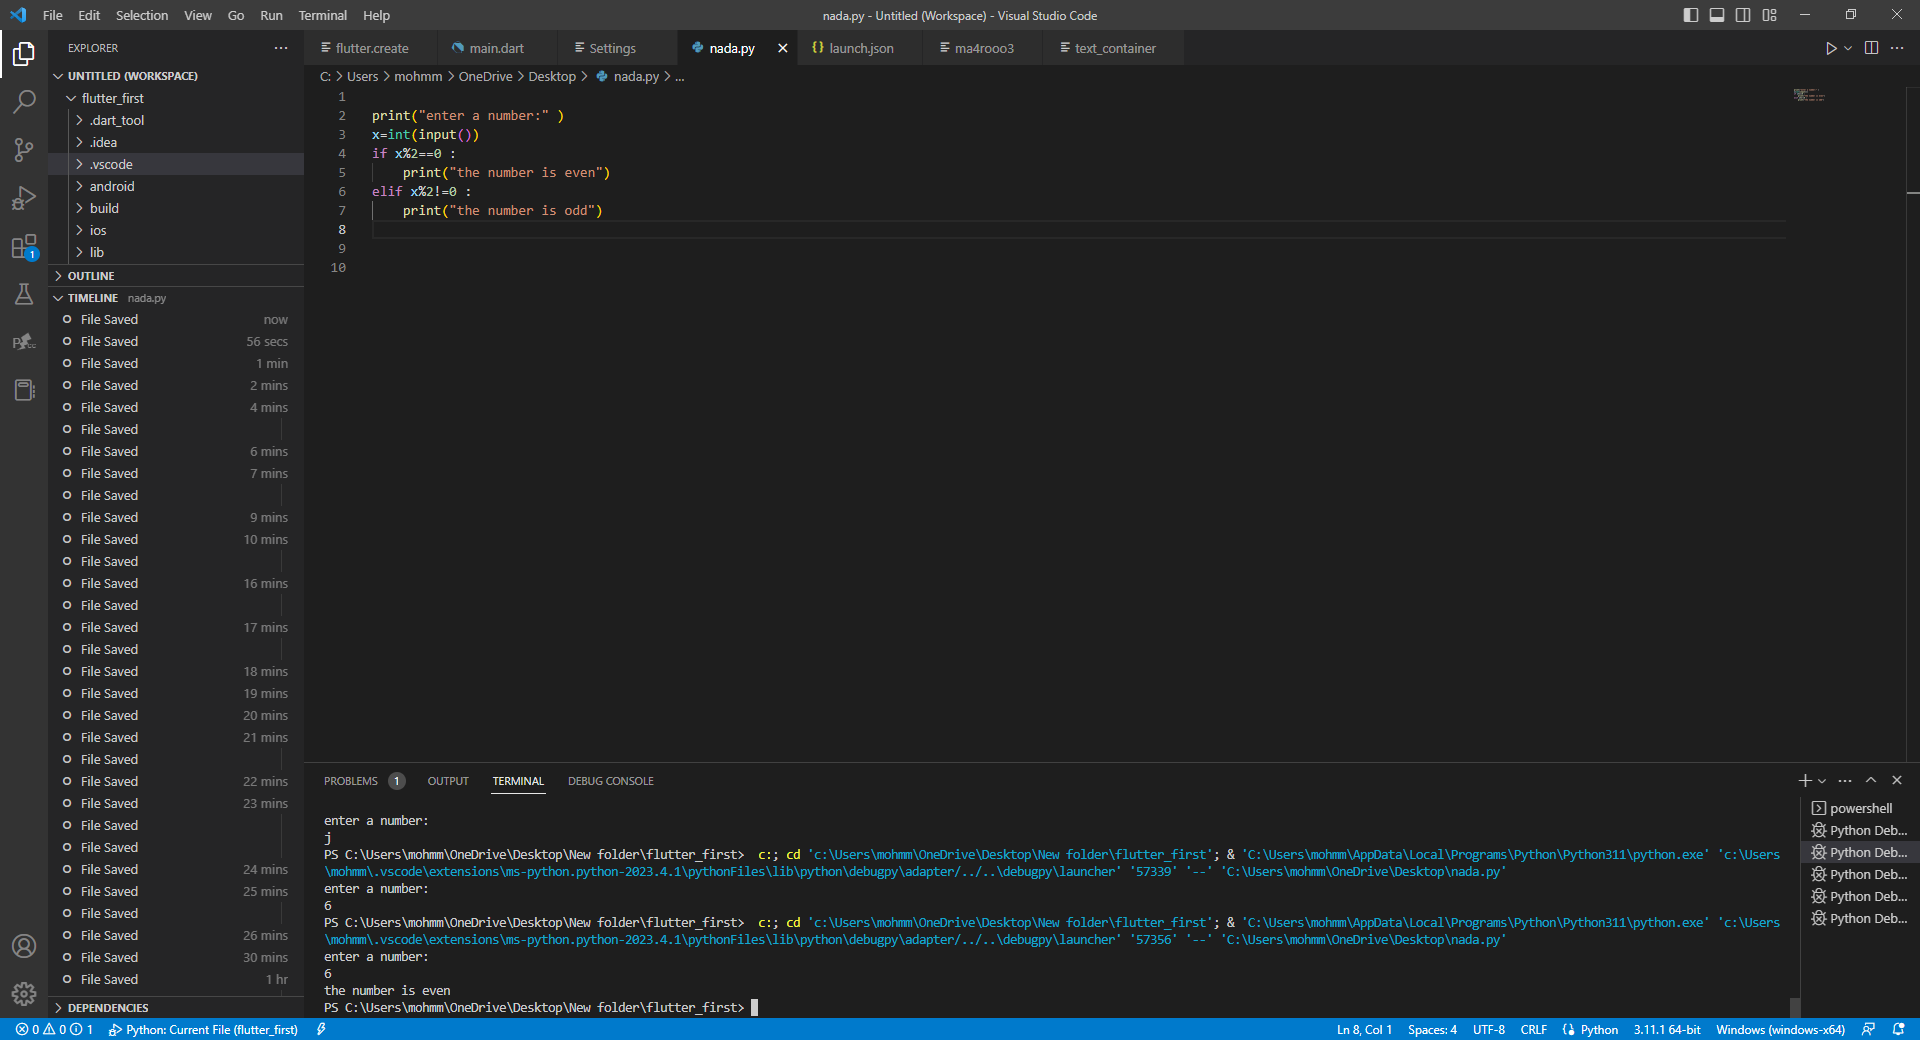 File Edit Selection View Go Run Terminal Help
nada.py - Untitled (Workspace) - Visual Studio Code
EXPLORER
UNTITLED (WORKSPACE)
flutter_first
.dart_tool
.idea
.vscode
android
build
ios
lib
OUTLINE
TIMELINE nada.py
File Saved now
File Saved 56 secs
File Saved 1 min
File Saved 2 mins
File Saved 4 mins
File Saved
File Saved 6 mins
File Saved 7 mins
File Saved
File Saved 9 mins
File Saved 10 mins
File Saved
File Saved 16 mins
File Saved
File Saved 17 mins
File Saved
File Saved 18 mins
File Saved 19 mins
File Saved 20 mins
File Saved 21 mins
File Saved
File Saved 22 mins
File Saved 23 mins
File Saved
File Saved
File Saved 24 mins
File Saved 25 mins
File Saved
File Saved 26 mins
File Saved 30 mins
File Saved 1 hr
DEPENDENCIES
1
flutter.create main.dart Settings nada.py launch.json ma4rooo3 text_container
C: > Users > mohmm > OneDrive > Desktop > nada.py > ...
1
2 print("enter a number:" )
3 x=int(input())
4 if x%2==0 :
5     print("the number is even")
6 elif x%2!=0 :
7     print("the number is odd")
8
9
10
PROBLEMS 1 OUTPUT TERMINAL DEBUG CONSOLE
enter a number:
j
PS C:\Users\mohmm\OneDrive\Desktop\New folder\flutter_first>  c:; cd 'c:\Users\mohmm\OneDrive\Desktop\New folder\flutter_first'; & 'C:\Users\mohmm\AppData\Local\Programs\Python\Python311\python.exe' 'c:\Users
\mohmm\.vscode\extensions\ms-python.python-2023.4.1\pythonFiles\lib\python\debugpy\adapter/../..\debugpy\launcher' '57339' '--' 'C:\Users\mohmm\OneDrive\Desktop\nada.py'
enter a number:
6
PS C:\Users\mohmm\OneDrive\Desktop\New folder\flutter_first>  c:; cd 'c:\Users\mohmm\OneDrive\Desktop\New folder\flutter_first'; & 'C:\Users\mohmm\AppData\Local\Programs\Python\Python311\python.exe' 'c:\Users
\mohmm\.vscode\extensions\ms-python.python-2023.4.1\pythonFiles\lib\python\debugpy\adapter/../..\debugpy\launcher' '57356' '--' 'C:\Users\mohmm\OneDrive\Desktop\nada.py'
enter a number:
6
the number is even
PS C:\Users\mohmm\OneDrive\Desktop\New folder\flutter_first>
powershell
Python Deb...
Python Deb...
Python Deb...
Python Deb...
Python Deb...
0 0 1 Python: Current File (flutter_first)
Ln 8, Col 1 Spaces: 4 UTF-8 CRLF Python 3.11.1 64-bit Windows (windows-x64)